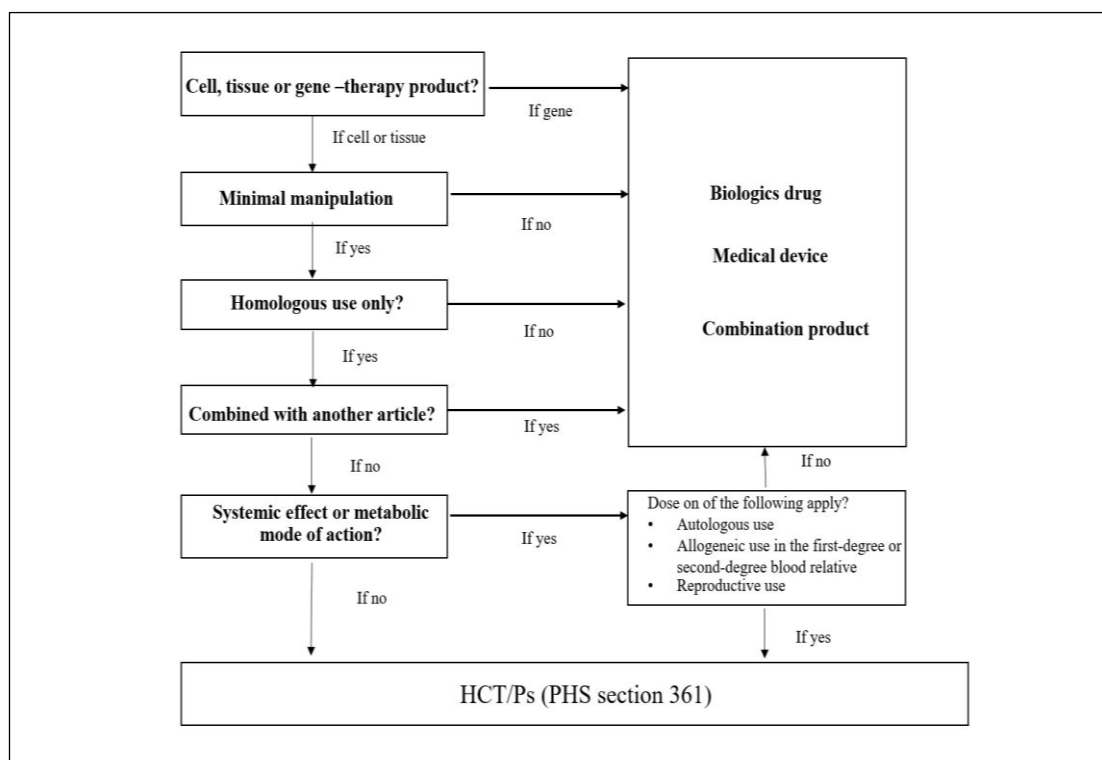 Cell, tissue or gene –therapy product?
If gene
If cell or tissue
Minimal manipulation
If no
If yes
Homologous use only?
If no
If yes
Combined with another article?
If yes
If no
Systemic effect or metabolic
mode of action?
If yes
If no
Biologics drug
Medical device
Combination product
If no
Dose on of the following apply?
• Autologous use
• Allogeneic use in the first-degree or
second-degree blood relative
• Reproductive use
If yes
HCT/Ps (PHS section 361)